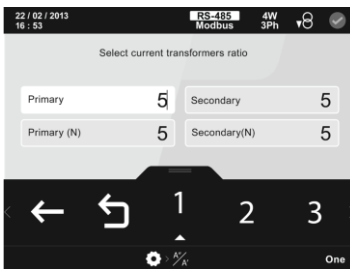 22 / 02 / 2013
16 : 53
RS-485
Modbus
4W
3Ph
Select current transformers ratio
Primary 5
Secondary 5
Primary (N) 5
Secondary(N) 5
1 2 3
A"/A'
One